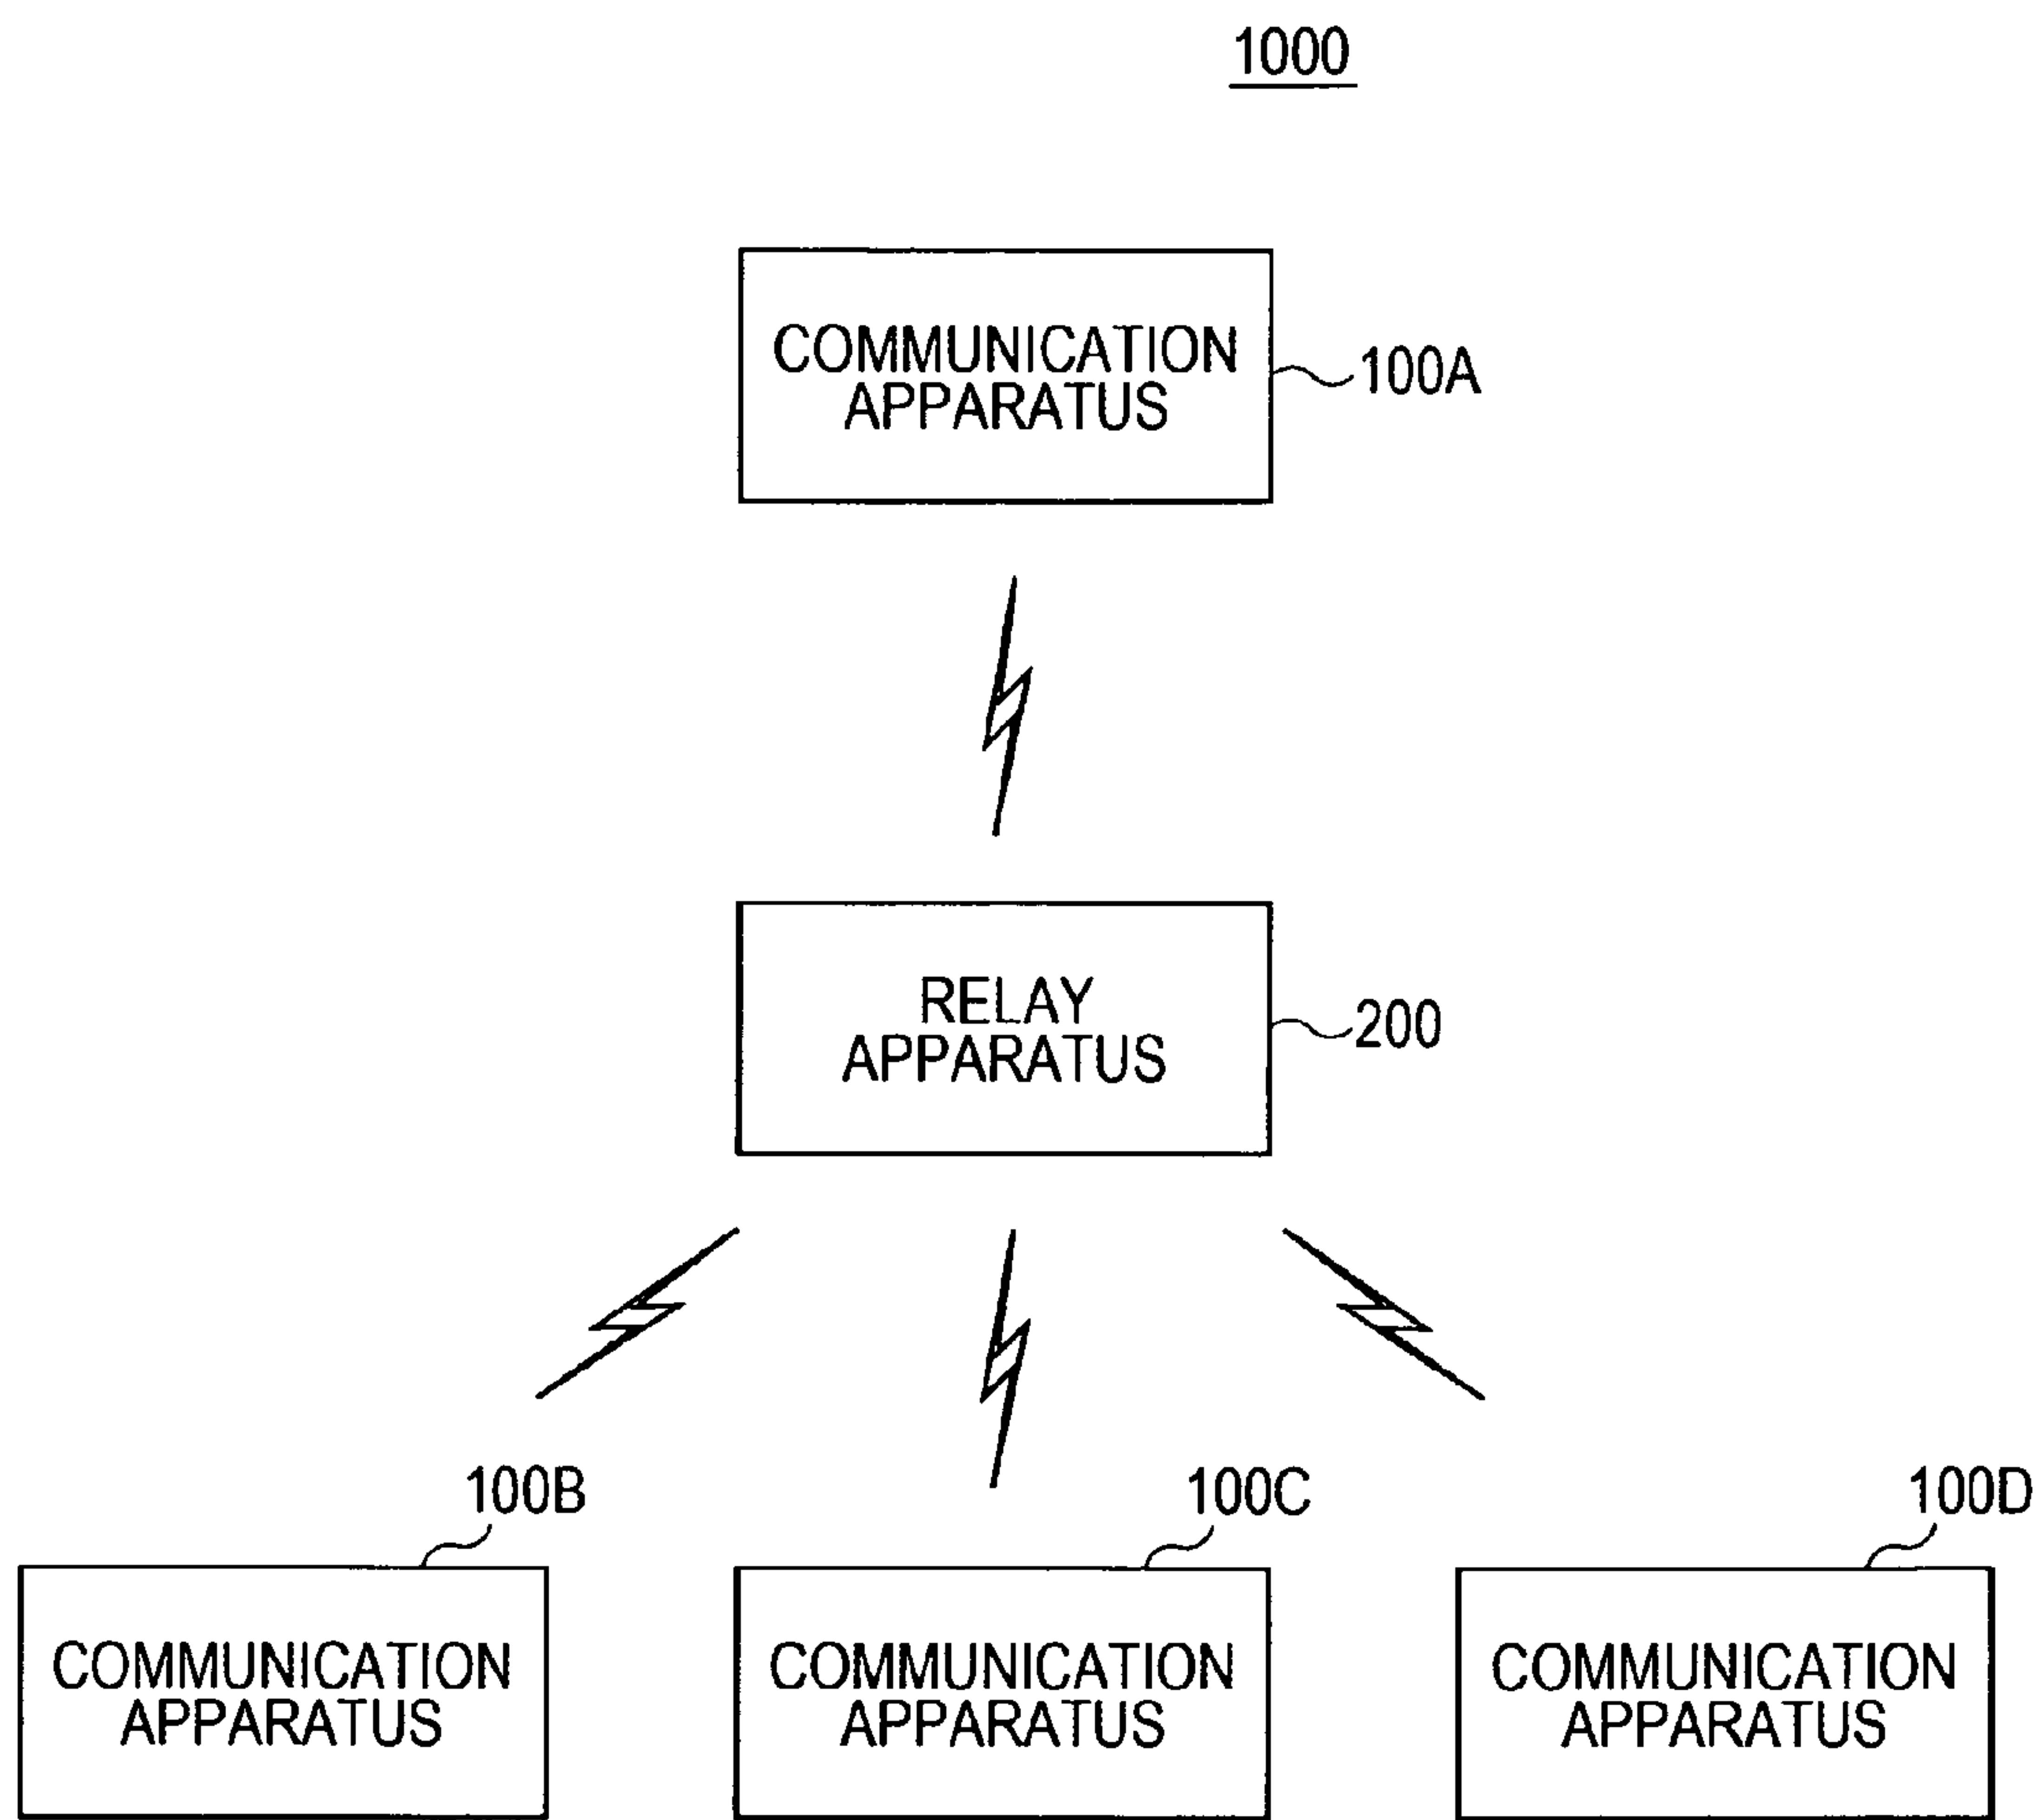 1000
COMMUNICATION
APPARATUS
100A
RELAY
APPARATUS
200
100B
100C
100D
COMMUNICATION
APPARATUS
COMMUNICATION
APPARATUS
COMMUNICATION
APPARATUS